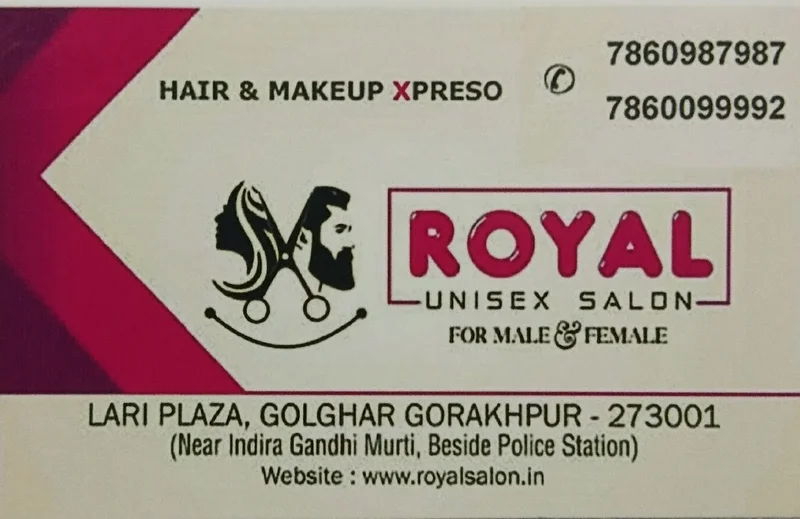 7860987987
HAIR & MAKEUP XPRESO
7860099992
ROYAL
UNISEX SALON
FOR MALE & FEMALE
LARI PLAZA, GOLGHAR GORAKHPUR - 273001
(Near Indira Gandhi Murti, Beside Police Station)
Website : www.royalsalon.in